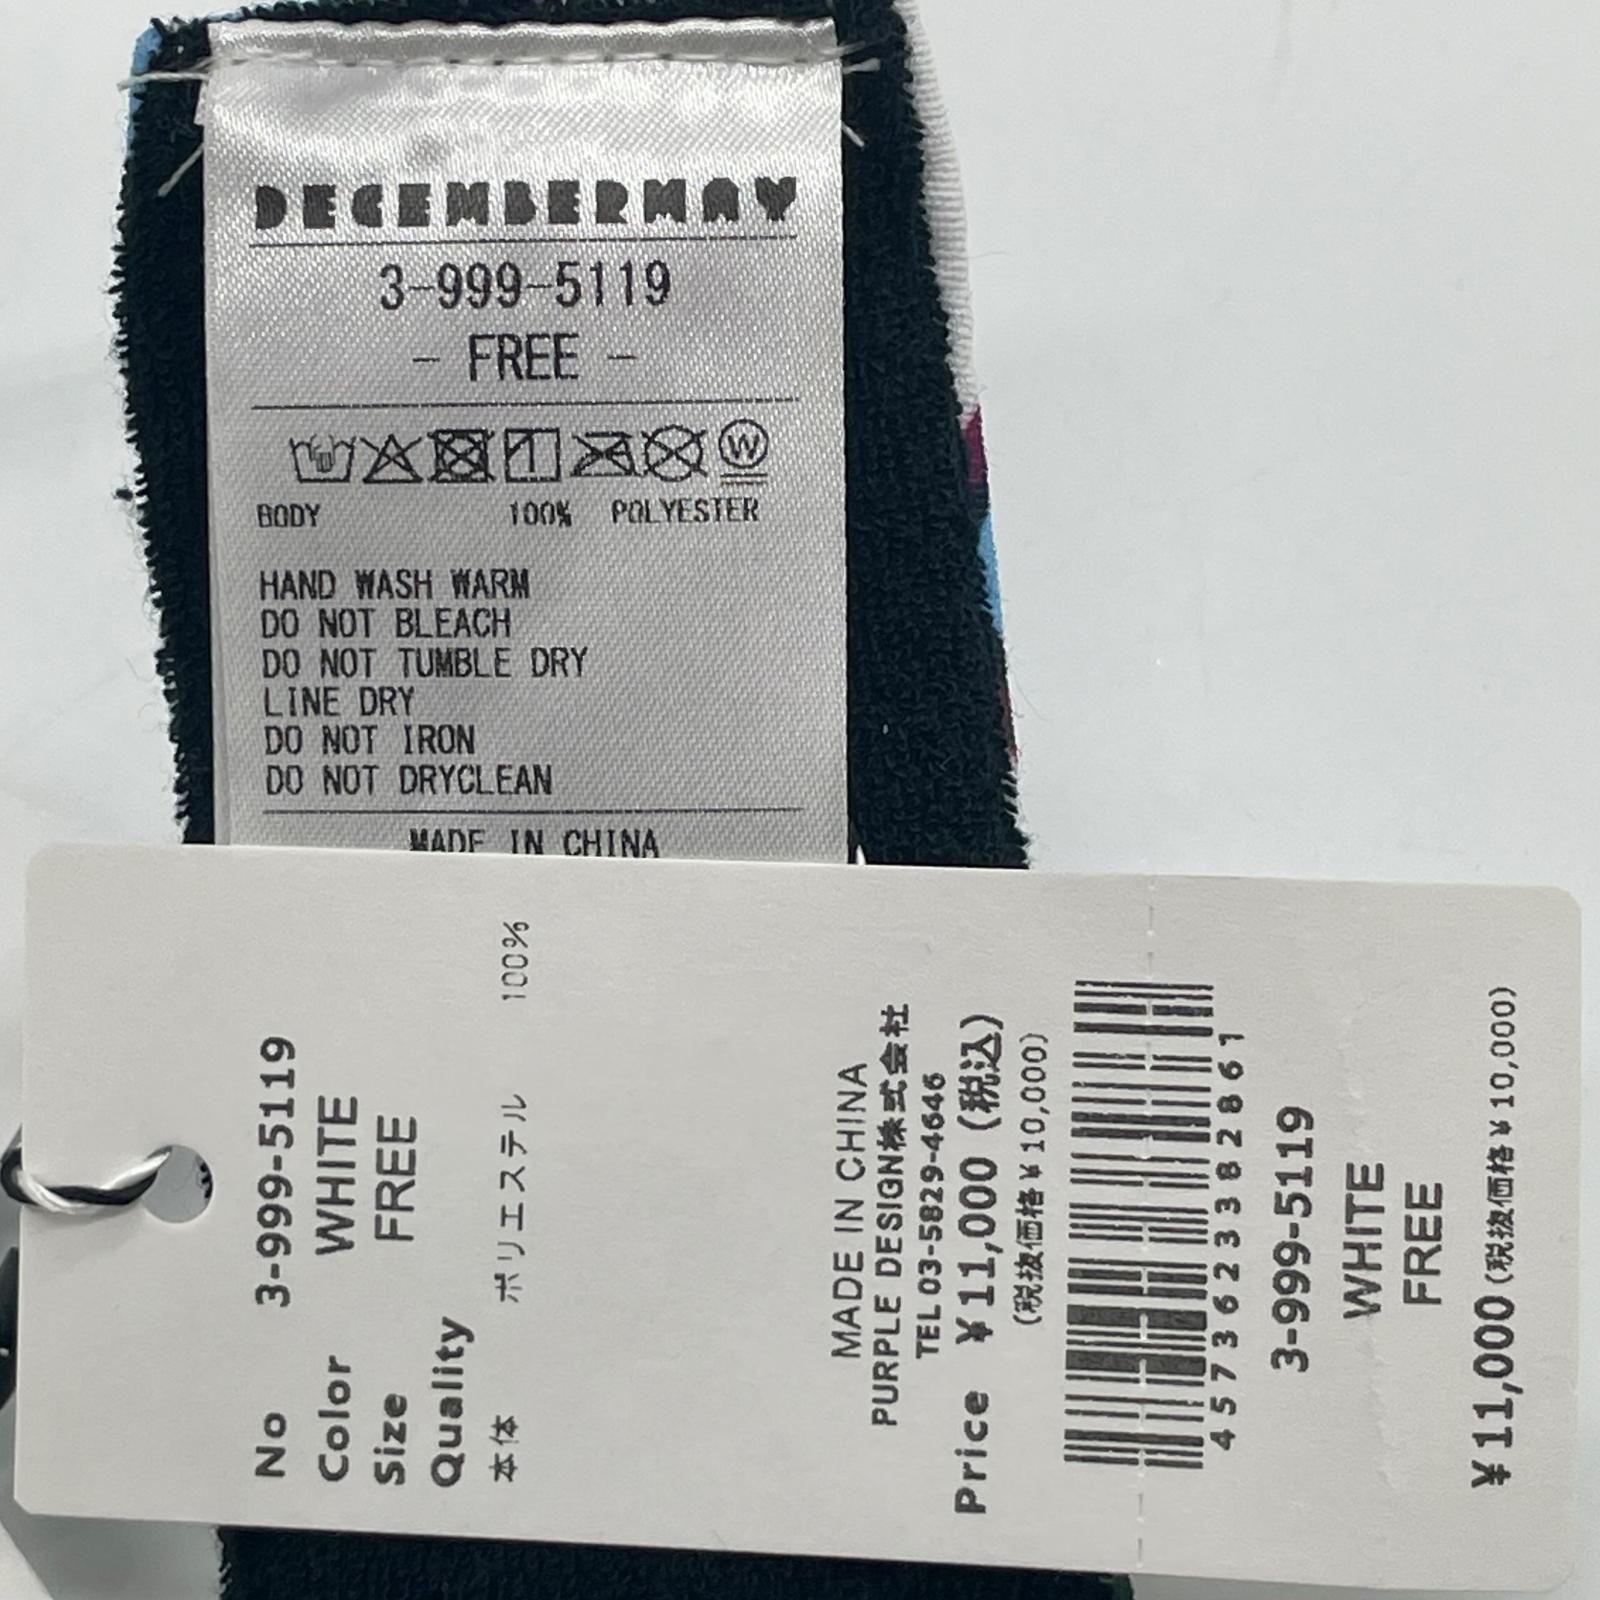 DECEMBERMAY
3-999-5119
- FREE -
W
BODY 100% POLYESTER
HAND WASH WARM
DO NOT BLEACH
DO NOT TUMBLE DRY
LINE DRY
DO NOT IRON
DO NOT DRYCLEAN
MADE IN CHINA
No 3-999-5119
Color WHITE
Size FREE
Quality
本体 ポリエステル 100%
MADE IN CHINA
PURPLE DESIGN株式会社
TEL 03-5829-4646
Price ¥11,000 (税込)
(税抜価格¥10,000)
4573623382861
3-999-5119
WHITE
FREE
¥11,000 (税抜価格¥10,000)